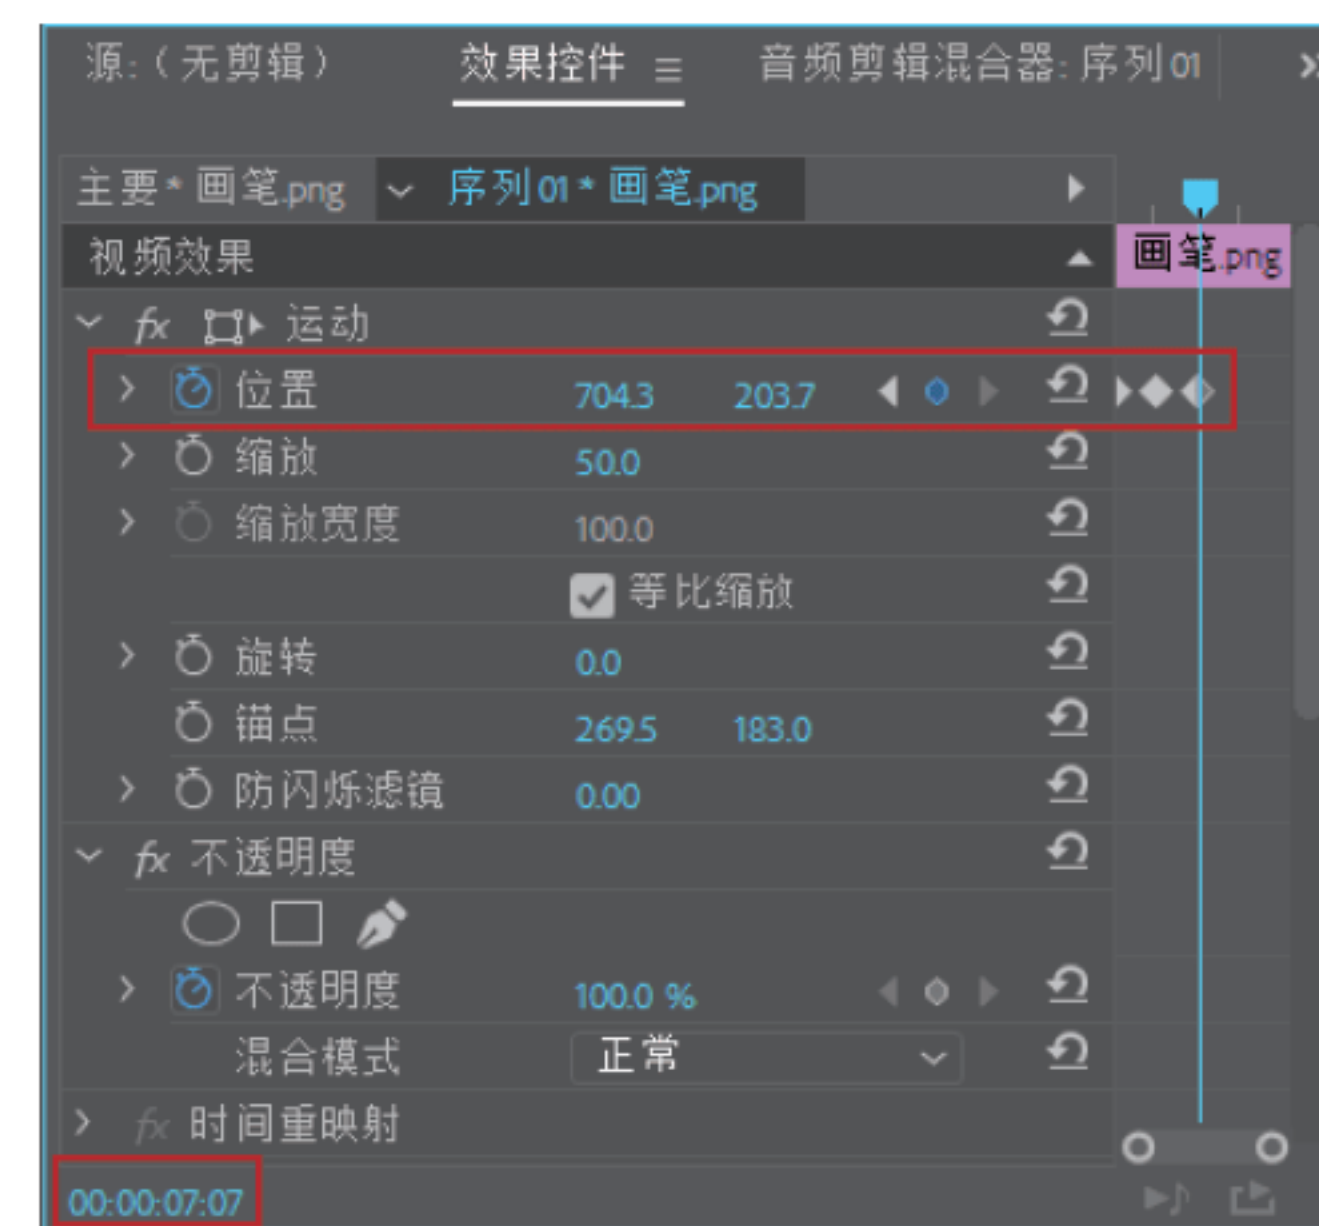 源:（无剪辑） 效果控件 音频剪辑混合器: 序列 01
主要* 画笔.png 序列 01 * 画笔.png
视频效果 画笔.png
fx 运动
位置 704.3 203.7
缩放 50.0
缩放宽度 100.0
等比缩放
旋转 0.0
锚点 269.5 183.0
防闪烁滤镜 0.00
fx 不透明度
不透明度 100.0 %
混合模式 正常
fx 时间重映射
00:00:07:07